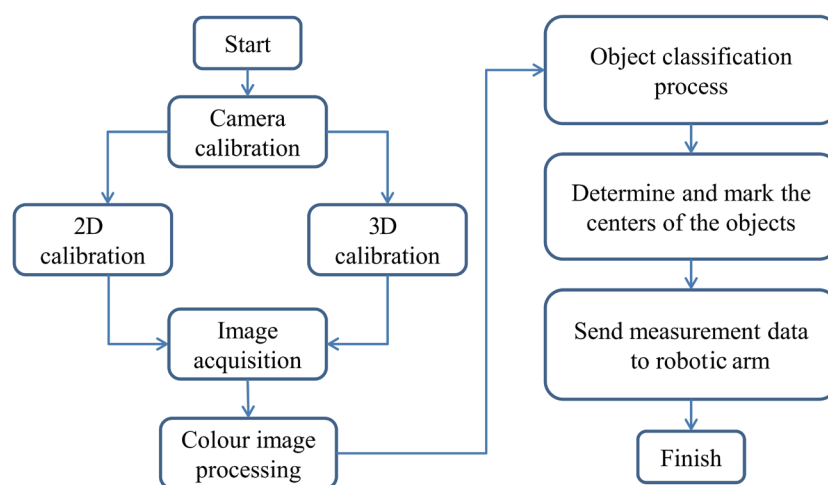 Start
Camera
calibration
2D
calibration
3D
calibration
Image
acquisition
Colour image
processing
Object classification
process
Determine and mark the
centers of the objects
Send measurement data
to robotic arm
Finish